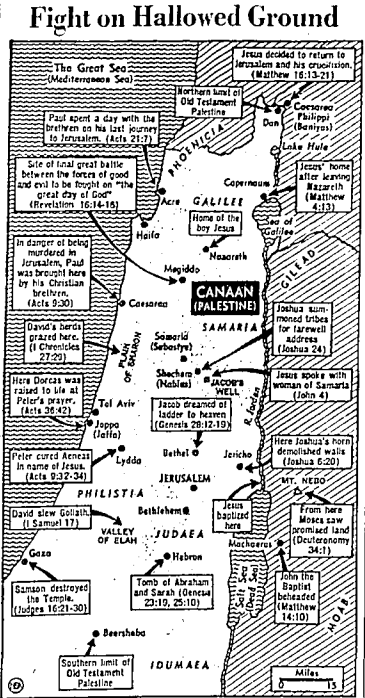 Fight on Hallowed Ground
The Great Sea
(Mediterranean Sea)
Jesus decided to return to
Jerusalem and his crucifixion.
(Matthew 16:13-21)
Northern limit of
Old Testament
Palestine
Dan
Caesarea
Philippi
(Baniyas)
Lake Hule
Paul spent a day with the
brethren on his last journey
to Jerusalem. (Acts 21:7)
PHOENICIA
Site of final great battle
between the forces of good
and evil to be fought on "the
great day of God"
(Revelation 16:14-16)
Acre
GALILEE
Capernaum
Jesus' home
after leaving
Nazareth
(Matthew
4:13)
Home of the
boy Jesus
Sea of
Galilee
Haifa
Nazareth
In danger of being
murdered in
Jerusalem, Paul
was brought here
by his Christian
brethren.
(Acts 9:30)
Megiddo
GILEAD
CANAAN
(PALESTINE)
Caesarea
SAMARIA
Joshua sum-
moned tribes
for farewell
address
(Joshua 24)
David's herds
grazed here.
(I Chronicles
27:29)
PLAIN
OF SHARON
Samaria
(Sebastye)
Shechem
(Nablus)
JACOB'S
WELL
Jesus spoke with
woman of Samaria
(John 4)
Here Dorcas was
raised to life at
Peter's prayer.
(Acts 36:42)
Tel Aviv
Joppa
(Jaffa)
Jacob dreamed of
ladder to heaven
(Genesis 28:12-19)
R. Jordan
Peter cured Aeneas
in name of Jesus.
(Acts 9:32-34)
Lydda
Bethel
Jericho
Here Joshua's horn
demolished walls
(Joshua 6:20)
JERUSALEM
MT. NEBO
PHILISTIA
Jesus
baptized
here
From here
Moses saw
promised land
(Deuteronomy
34:1)
David slew Goliath.
(I Samuel 17)
Bethlehem
VALLEY
OF ELAH
JUDAEA
Machaerus
Gaza
Hebron
Samson destroyed
the Temple.
(Judges 16:21-30)
Tomb of Abraham
and Sarah (Genesis
23:19, 25:10)
Salt Sea
(Dead Sea)
John the
Baptist
beheaded
(Matthew
14:10)
MOAB
Beersheba
Southern limit of
Old Testament
Palestine
IDUMAEA
Miles
0 15